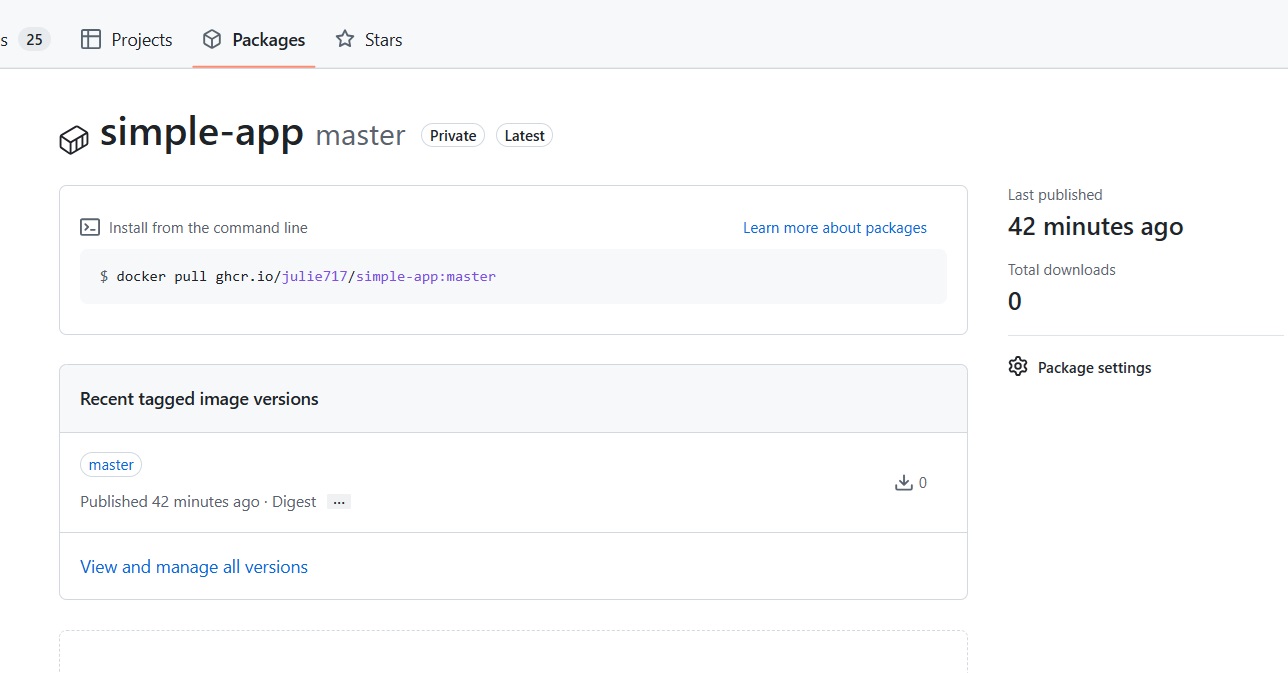 s 25 Projects Packages Stars
simple-app master Private Latest
Install from the command line Learn more about packages
$ docker pull ghcr.io/julie717/simple-app:master
Last published
42 minutes ago
Total downloads
0
Package settings
Recent tagged image versions
master
Published 42 minutes ago · Digest ...
0
View and manage all versions